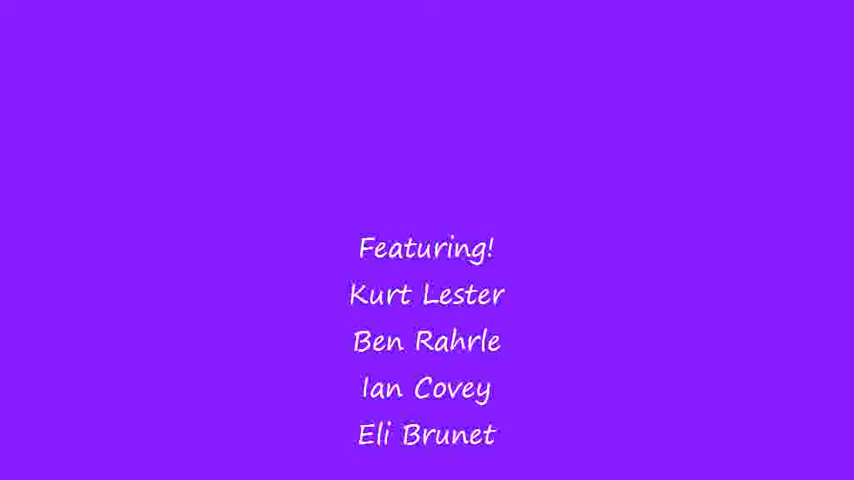 Featuring!
Kurt Lester
Ben Rahrle
Ian Covey
Eli Brunet